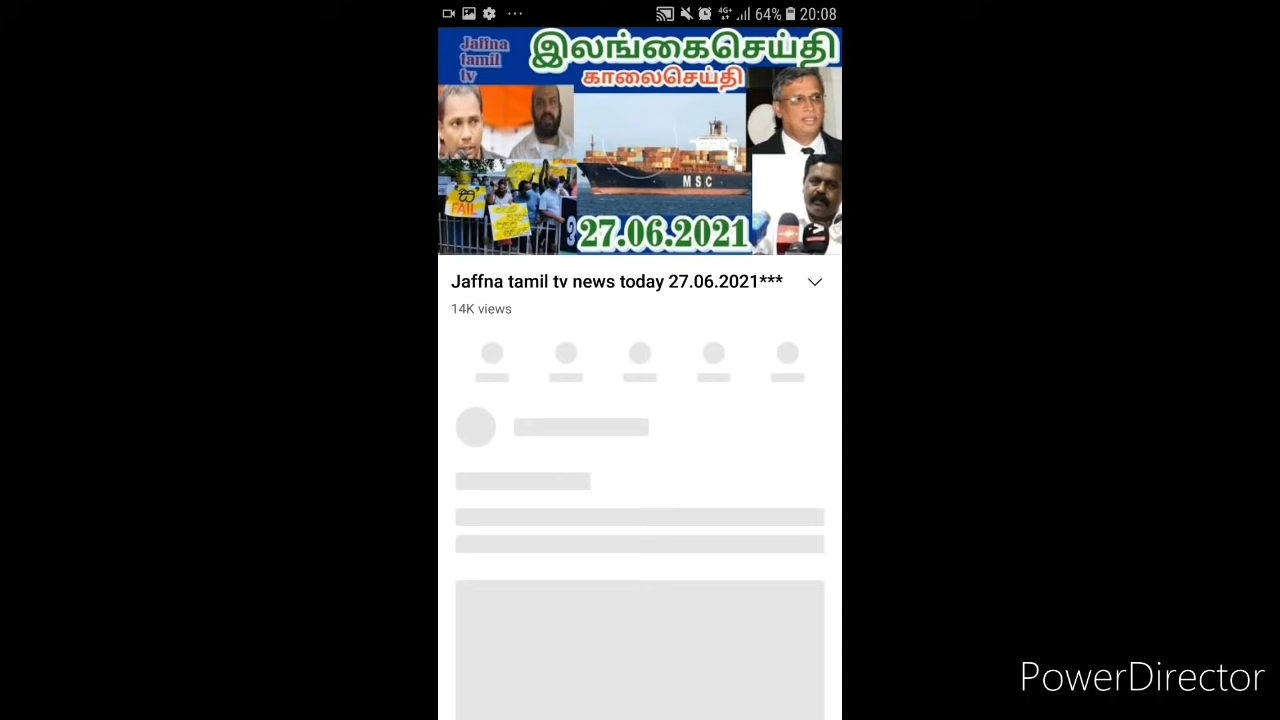 4G+ 64% 20:08
Jaffna
tamil
tv
இலங்கைசெய்தி
காலைசெய்தி
MSC
FAIL
27.06.2021
Jaffna tamil tv news today 27.06.2021***
14K views
PowerDirector